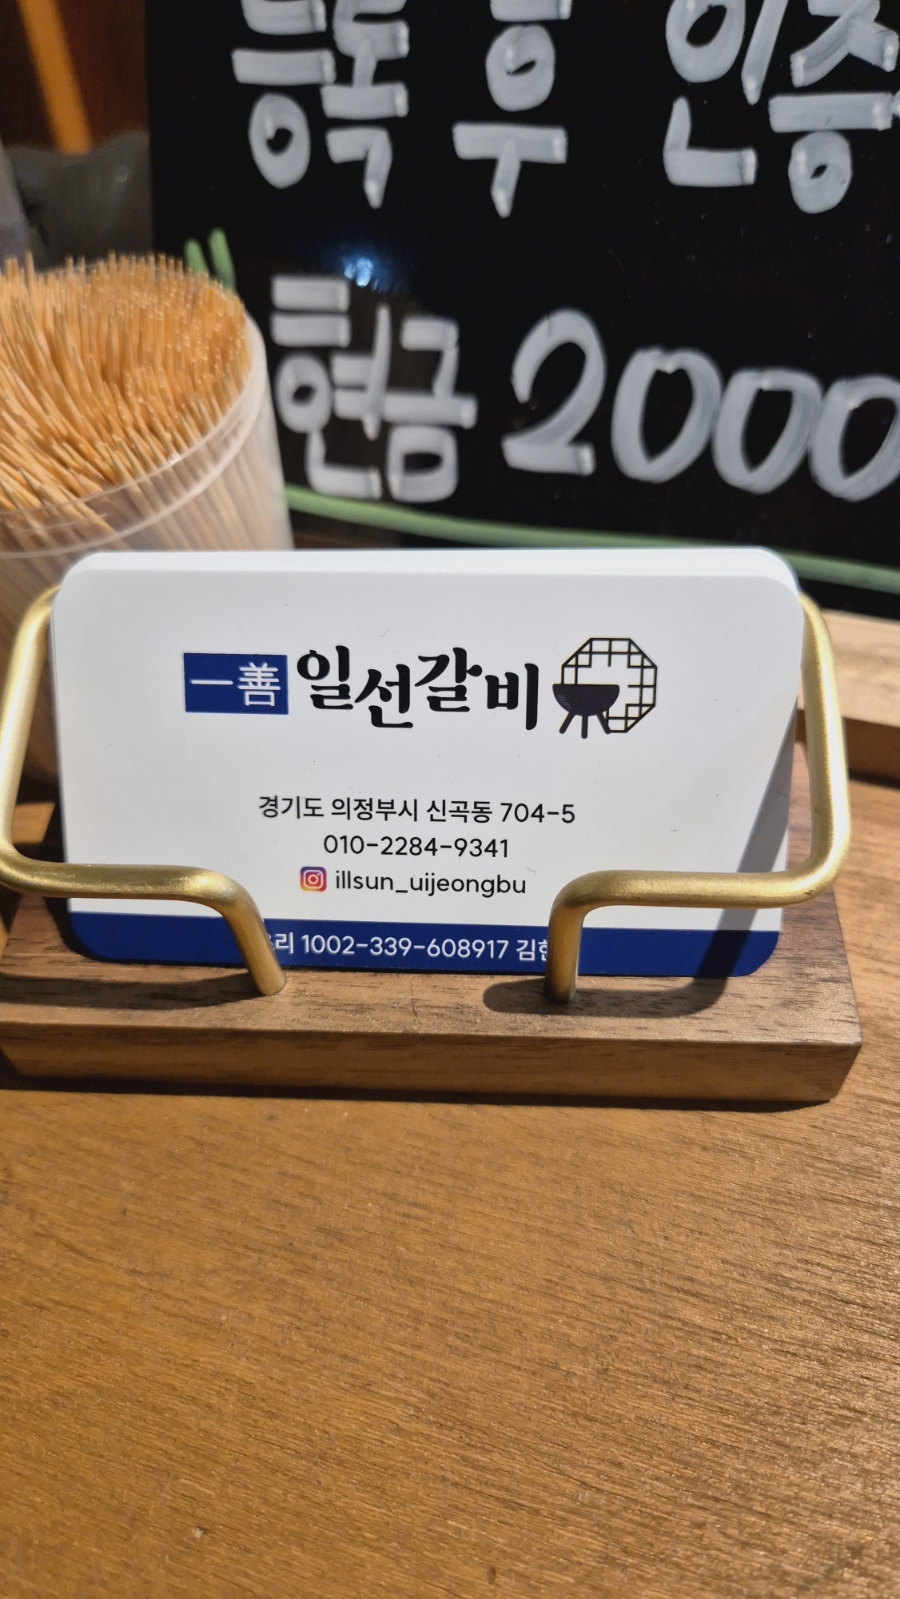 등록 후 인증
현금 2000
一善 일선갈비
경기도 의정부시 신곡동 704-5
010-2284-9341
illsun_uijeongbu
1002-339-608917